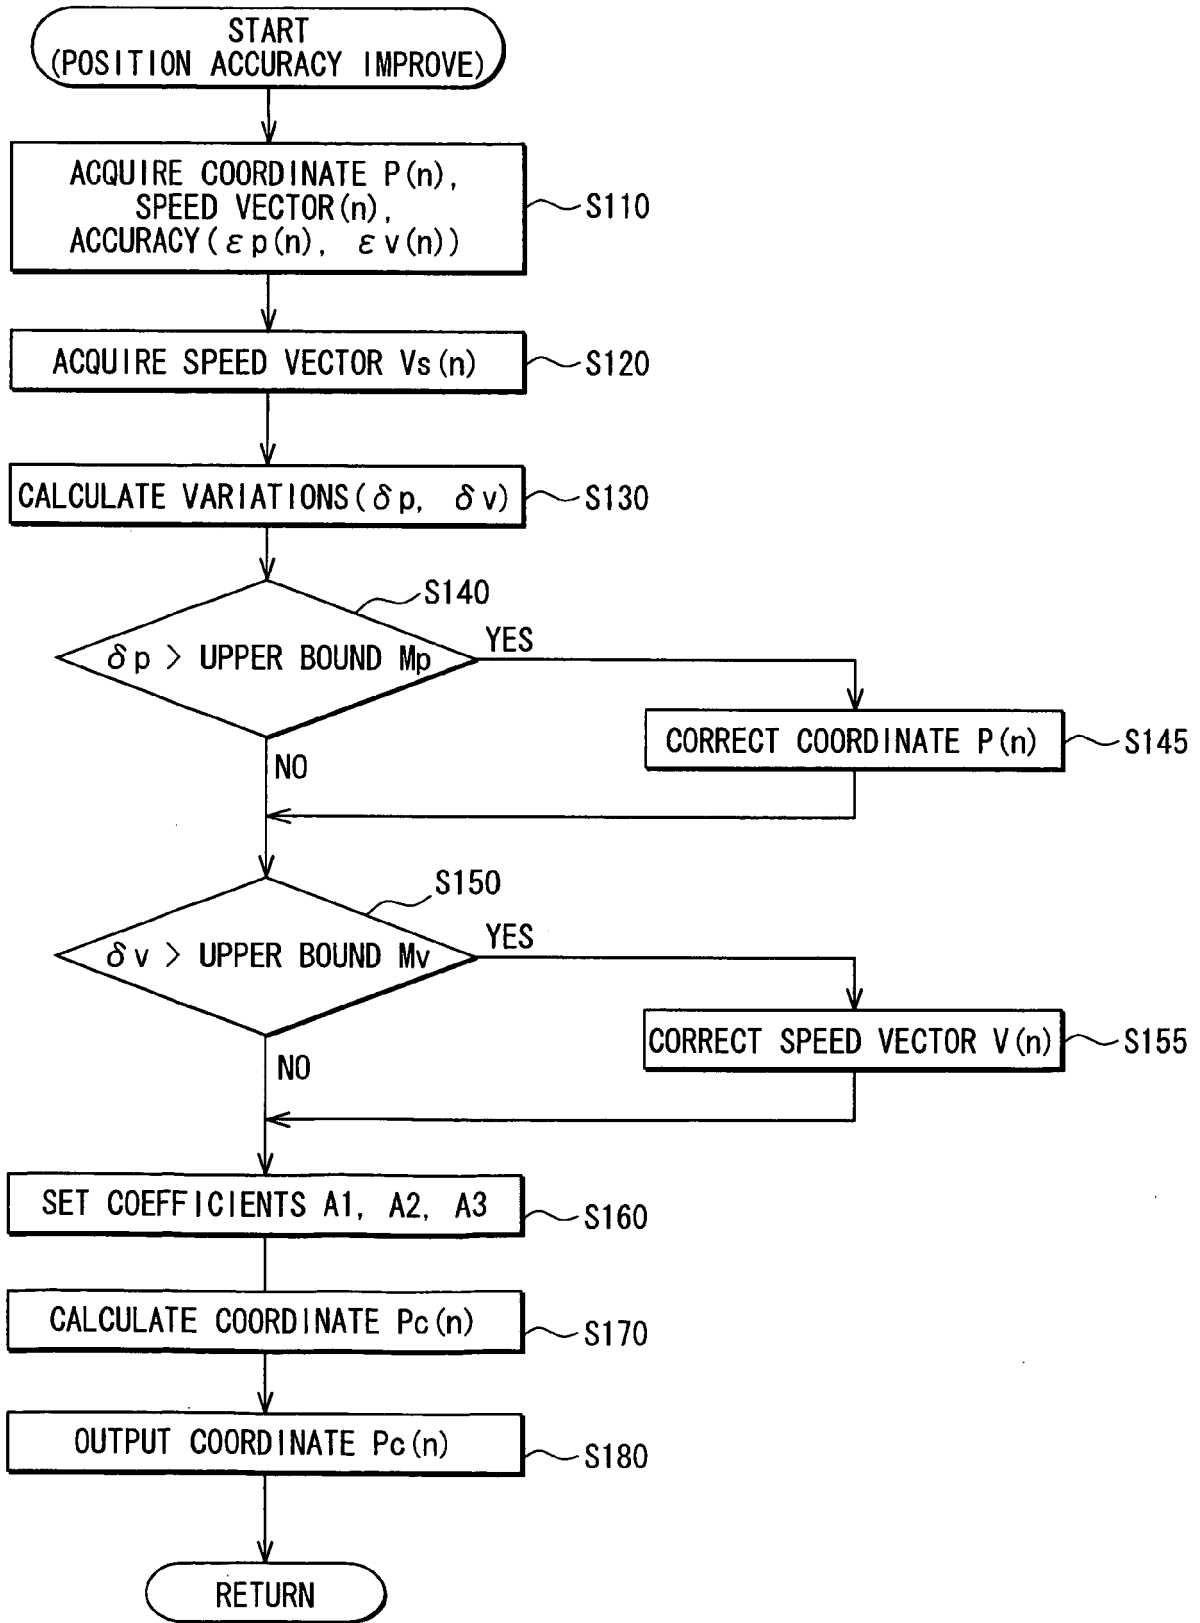 START
(POSITION ACCURACY IMPROVE)
ACQUIRE COORDINATE P(n),
SPEED VECTOR(n),
ACCURACY(εp(n), εv(n))
S110
ACQUIRE SPEED VECTOR Vs(n)
S120
CALCULATE VARIATIONS(δp, δv)
S130
S140
δp > UPPER BOUND Mp
YES
CORRECT COORDINATE P(n)
S145
NO
S150
δv > UPPER BOUND Mv
YES
CORRECT SPEED VECTOR V(n)
S155
NO
SET COEFFICIENTS A1, A2, A3
S160
CALCULATE COORDINATE Pc(n)
S170
OUTPUT COORDINATE Pc(n)
S180
RETURN